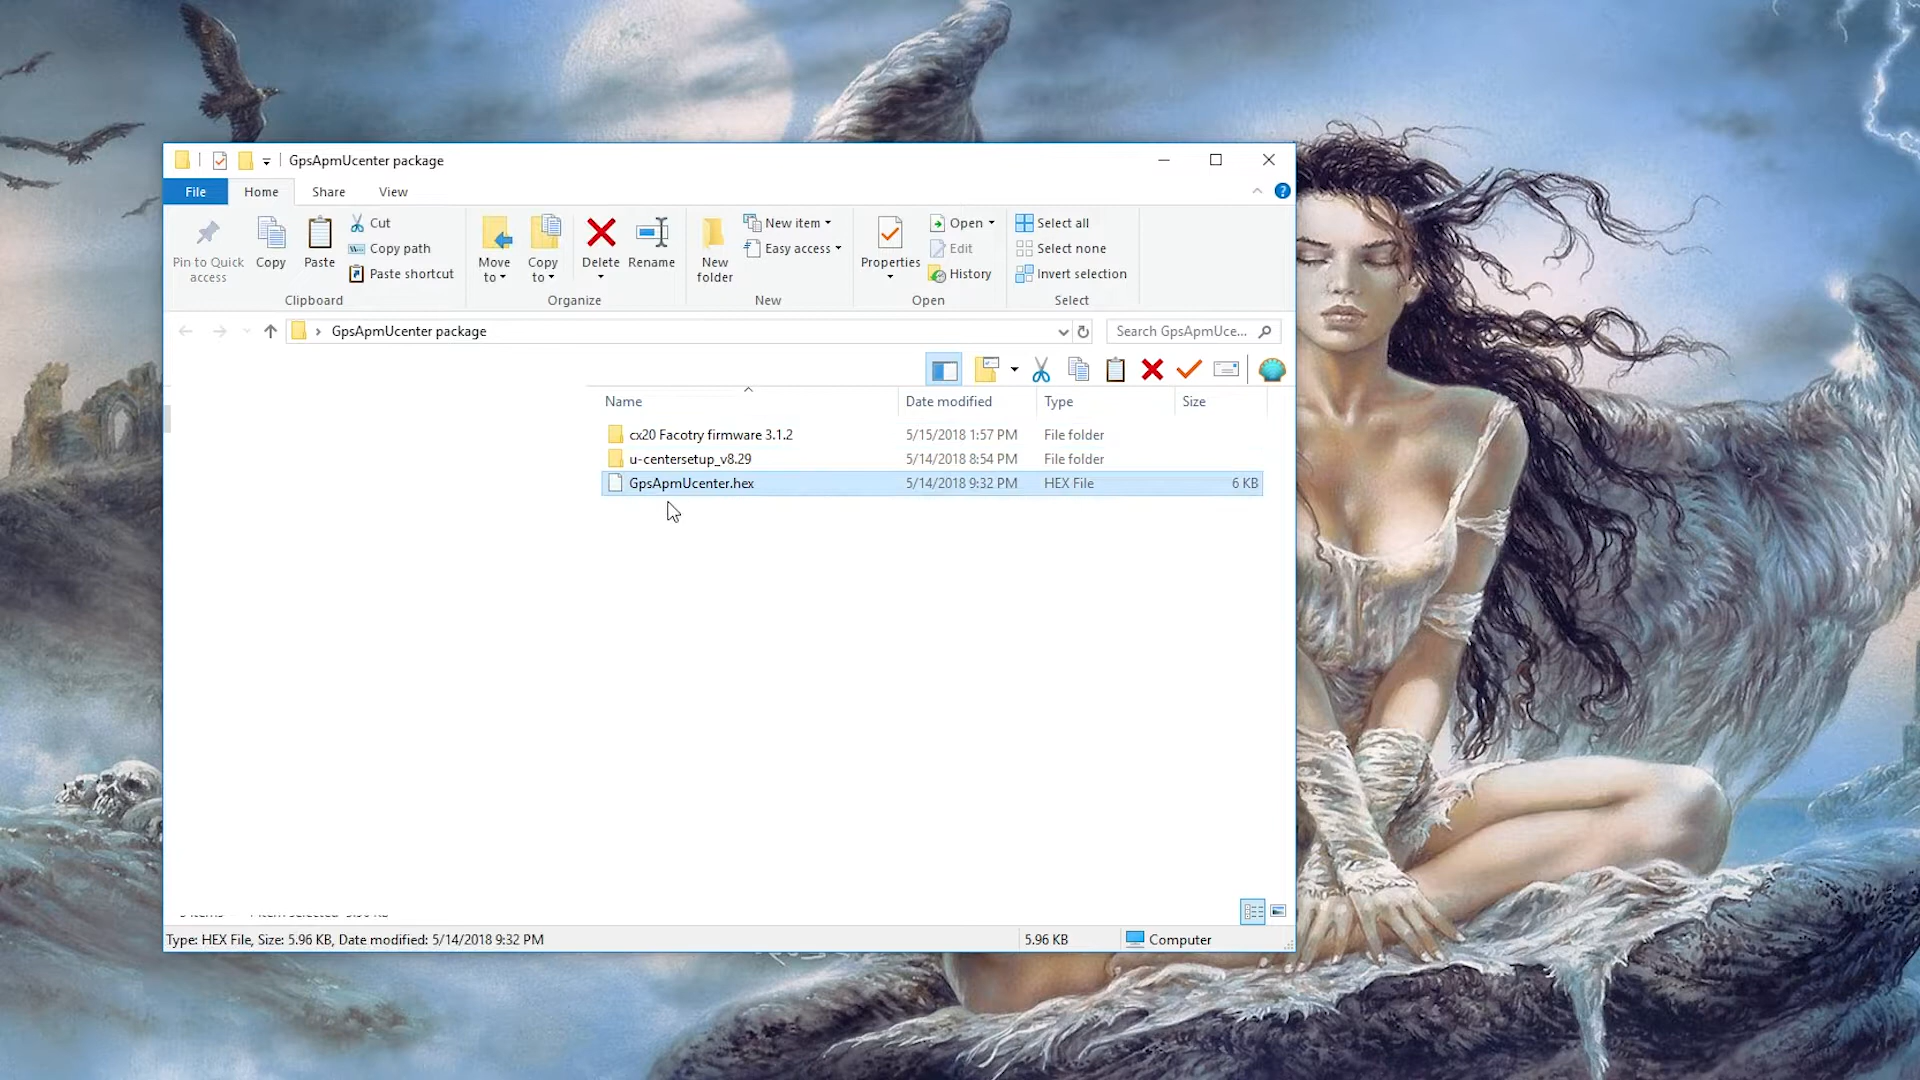 GpsApmUcenter package
File Home Share View
Pin to Quick access
Copy
Paste
Cut
Copy path
Paste shortcut
Clipboard
Move to
Copy to
Delete
Rename
Organize
New folder
New item
Easy access
New
Properties
Open
Edit
History
Open
Select all
Select none
Invert selection
Select
GpsApmUcenter package
Search GpsApmUce...
Name Date modified Type Size
cx20 Facotry firmware 3.1.2 5/15/2018 1:57 PM File folder
u-centersetup_v8.29 5/14/2018 8:54 PM File folder
GpsApmUcenter.hex 5/14/2018 9:32 PM HEX File 6 KB
Type: HEX File, Size: 5.96 KB, Date modified: 5/14/2018 9:32 PM 5.96 KB Computer